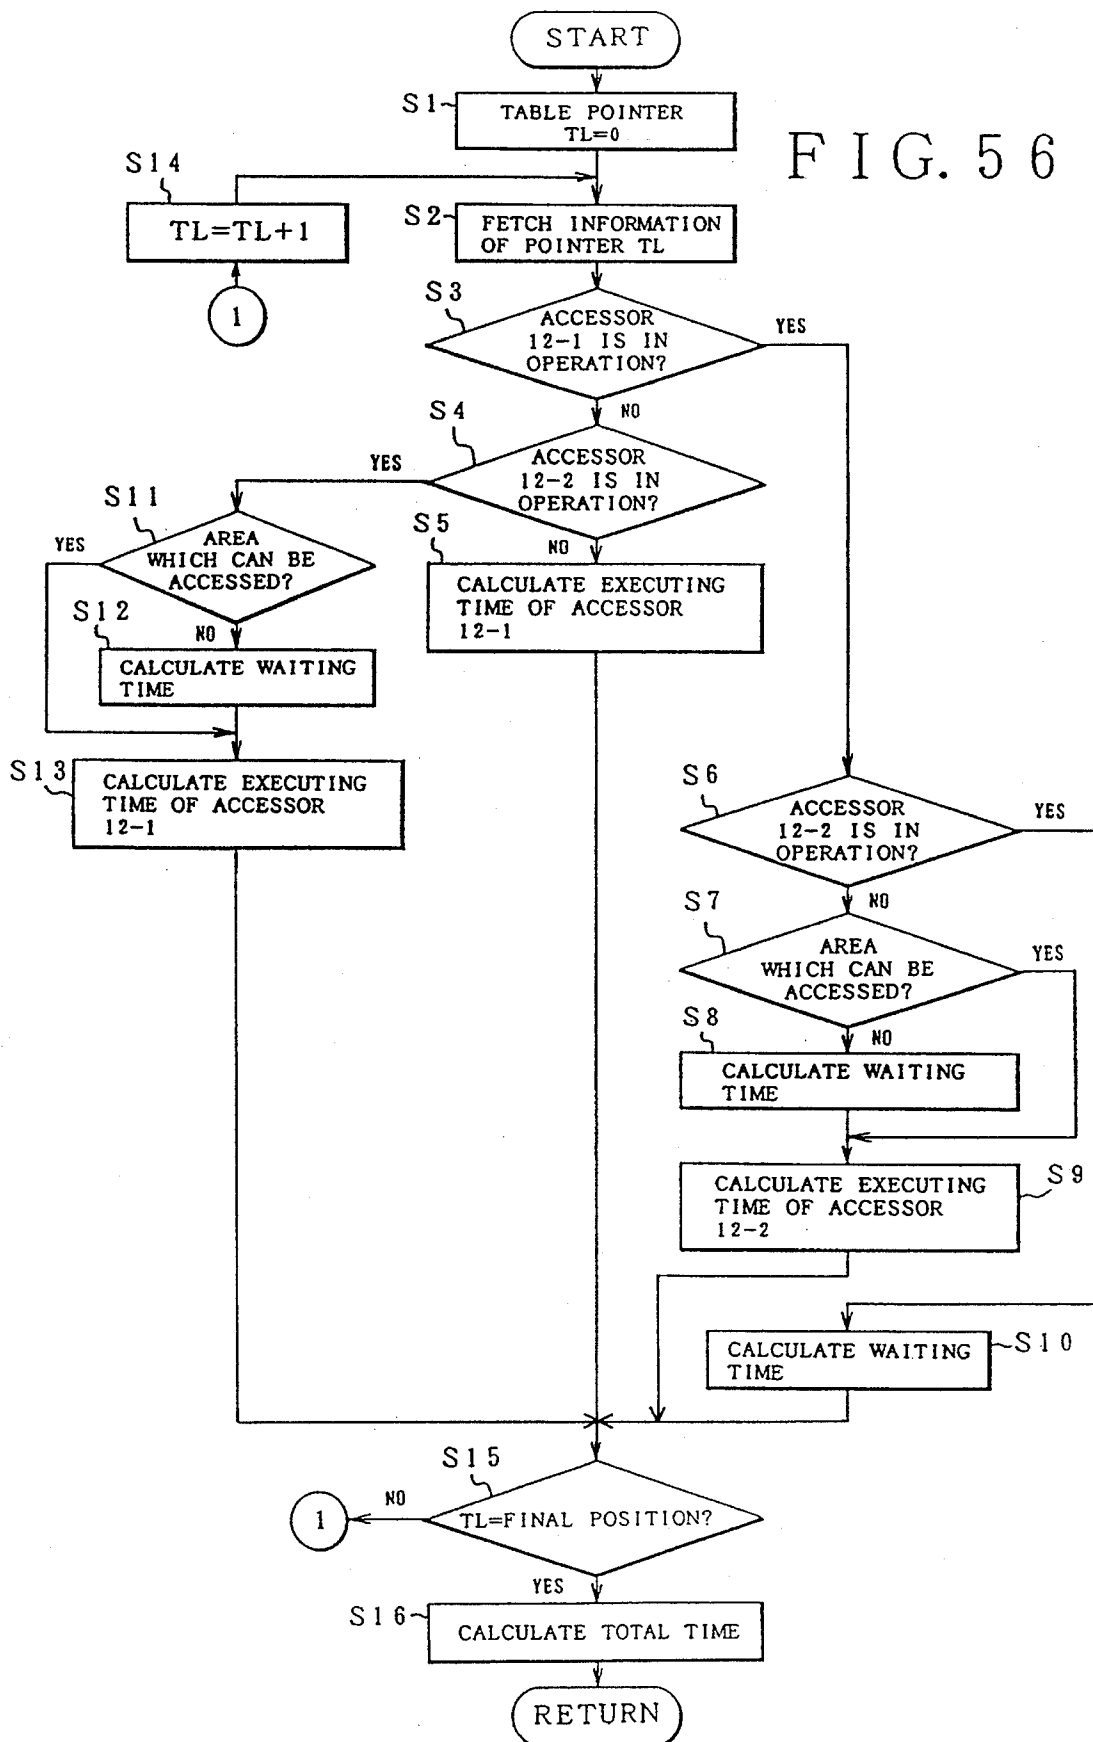 START
S1
TABLE POINTER
TL=0
FIG. 56
S14
TL=TL+1
1
S2
FETCH INFORMATION
OF POINTER TL
S3
ACCESSOR
12-1 IS IN
OPERATION?
YES
NO
S4
ACCESSOR
12-2 IS IN
OPERATION?
YES
NO
S11
AREA
WHICH CAN BE
ACCESSED?
YES
NO
S5
CALCULATE EXECUTING
TIME OF ACCESSOR
12-1
S12
CALCULATE WAITING
TIME
S13
CALCULATE EXECUTING
TIME OF ACCESSOR
12-1
S6
ACCESSOR
12-2 IS IN
OPERATION?
YES
NO
S7
AREA
WHICH CAN BE
ACCESSED?
YES
NO
S8
CALCULATE WAITING
TIME
S9
CALCULATE EXECUTING
TIME OF ACCESSOR
12-2
S10
CALCULATE WAITING
TIME
S15
TL=FINAL POSITION?
NO
1
YES
S16
CALCULATE TOTAL TIME
RETURN